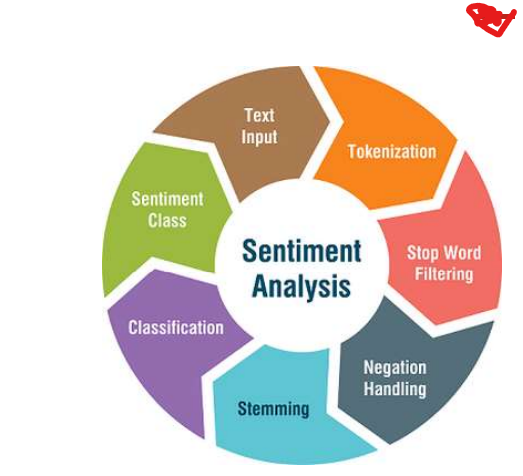 Text
Input
Tokenization
Stop Word
Filtering
Negation
Handling
Stemming
Classification
Sentiment
Class
Sentiment
Analysis